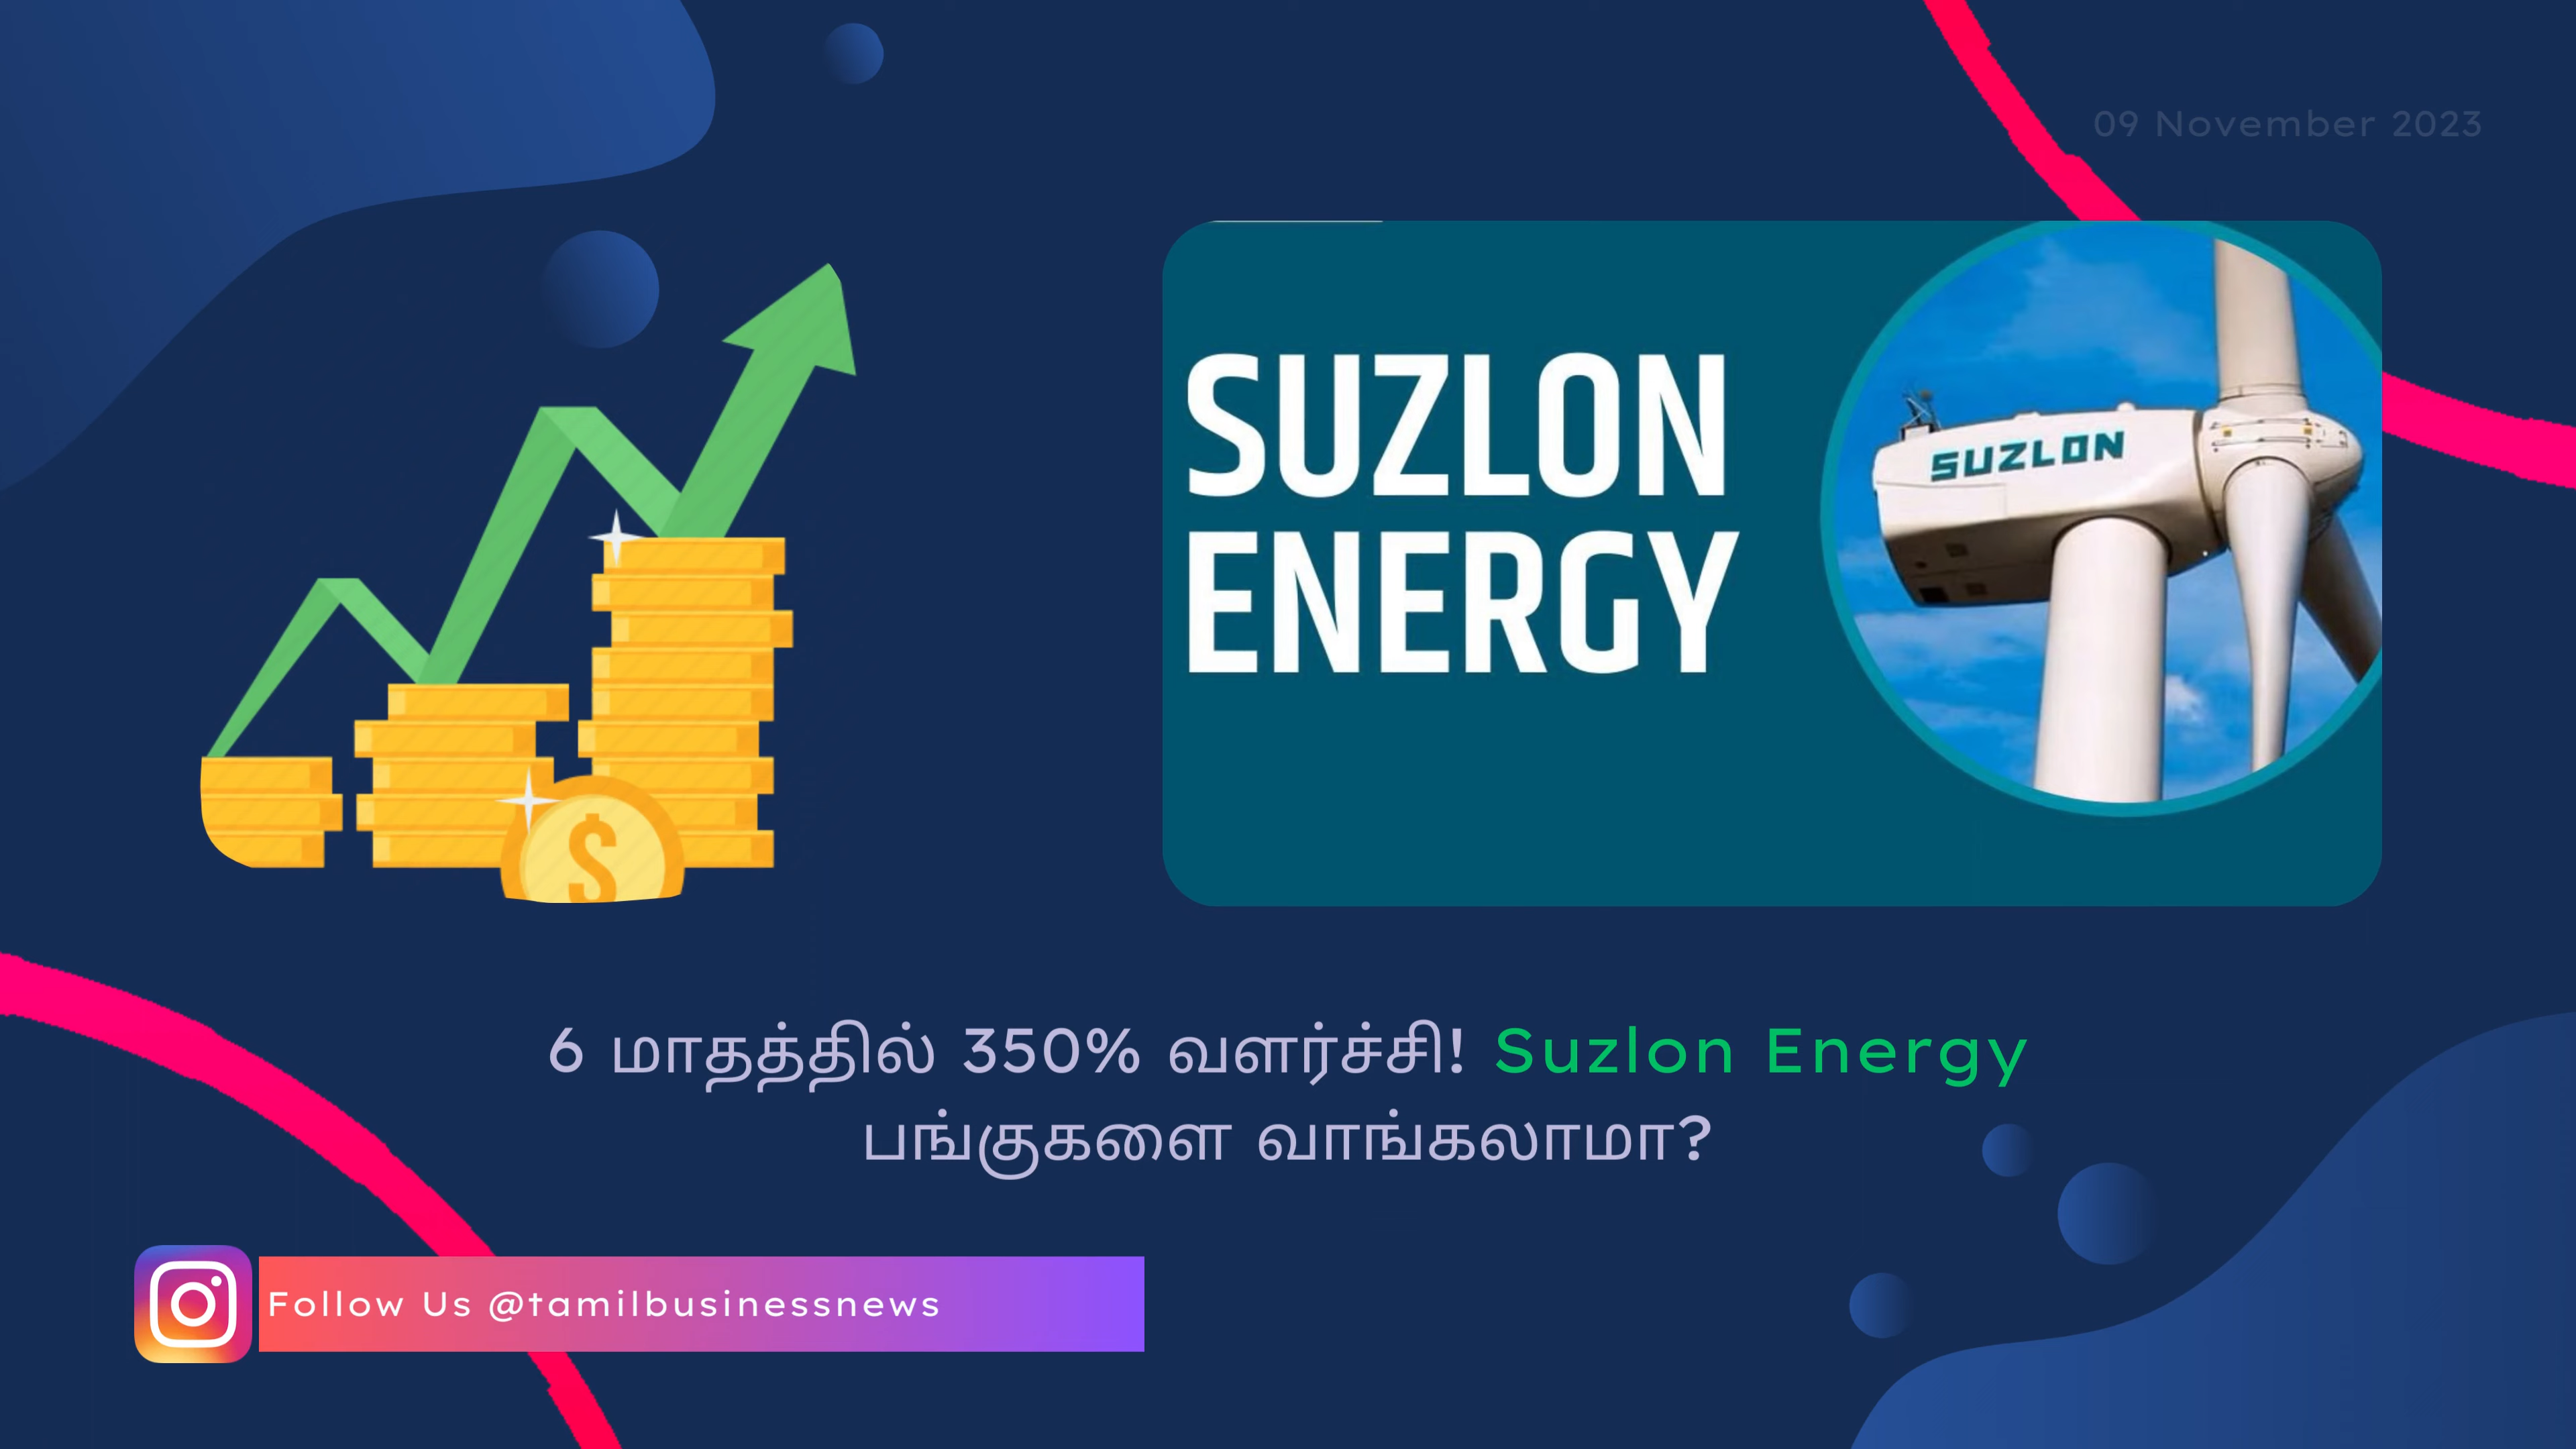 09 November 2023
SUZLON
ENERGY
SUZLON
$
6 மாதத்தில் 350% வளர்ச்சி! Suzlon Energy
பங்குகளை வாங்கலாமா?
Follow Us @tamilbusinessnews